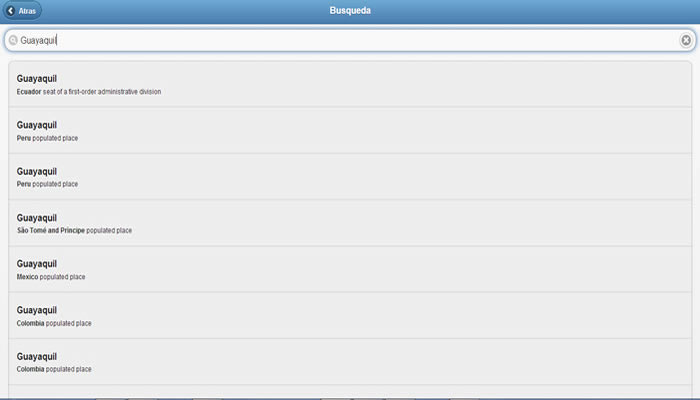 Atras
Busqueda
Guayaquil
Guayaquil
Ecuador seat of a first-order administrative division
Guayaquil
Peru populated place
Guayaquil
Peru populated place
Guayaquil
São Tomé and Príncipe populated place
Guayaquil
Mexico populated place
Guayaquil
Colombia populated place
Guayaquil
Colombia populated place